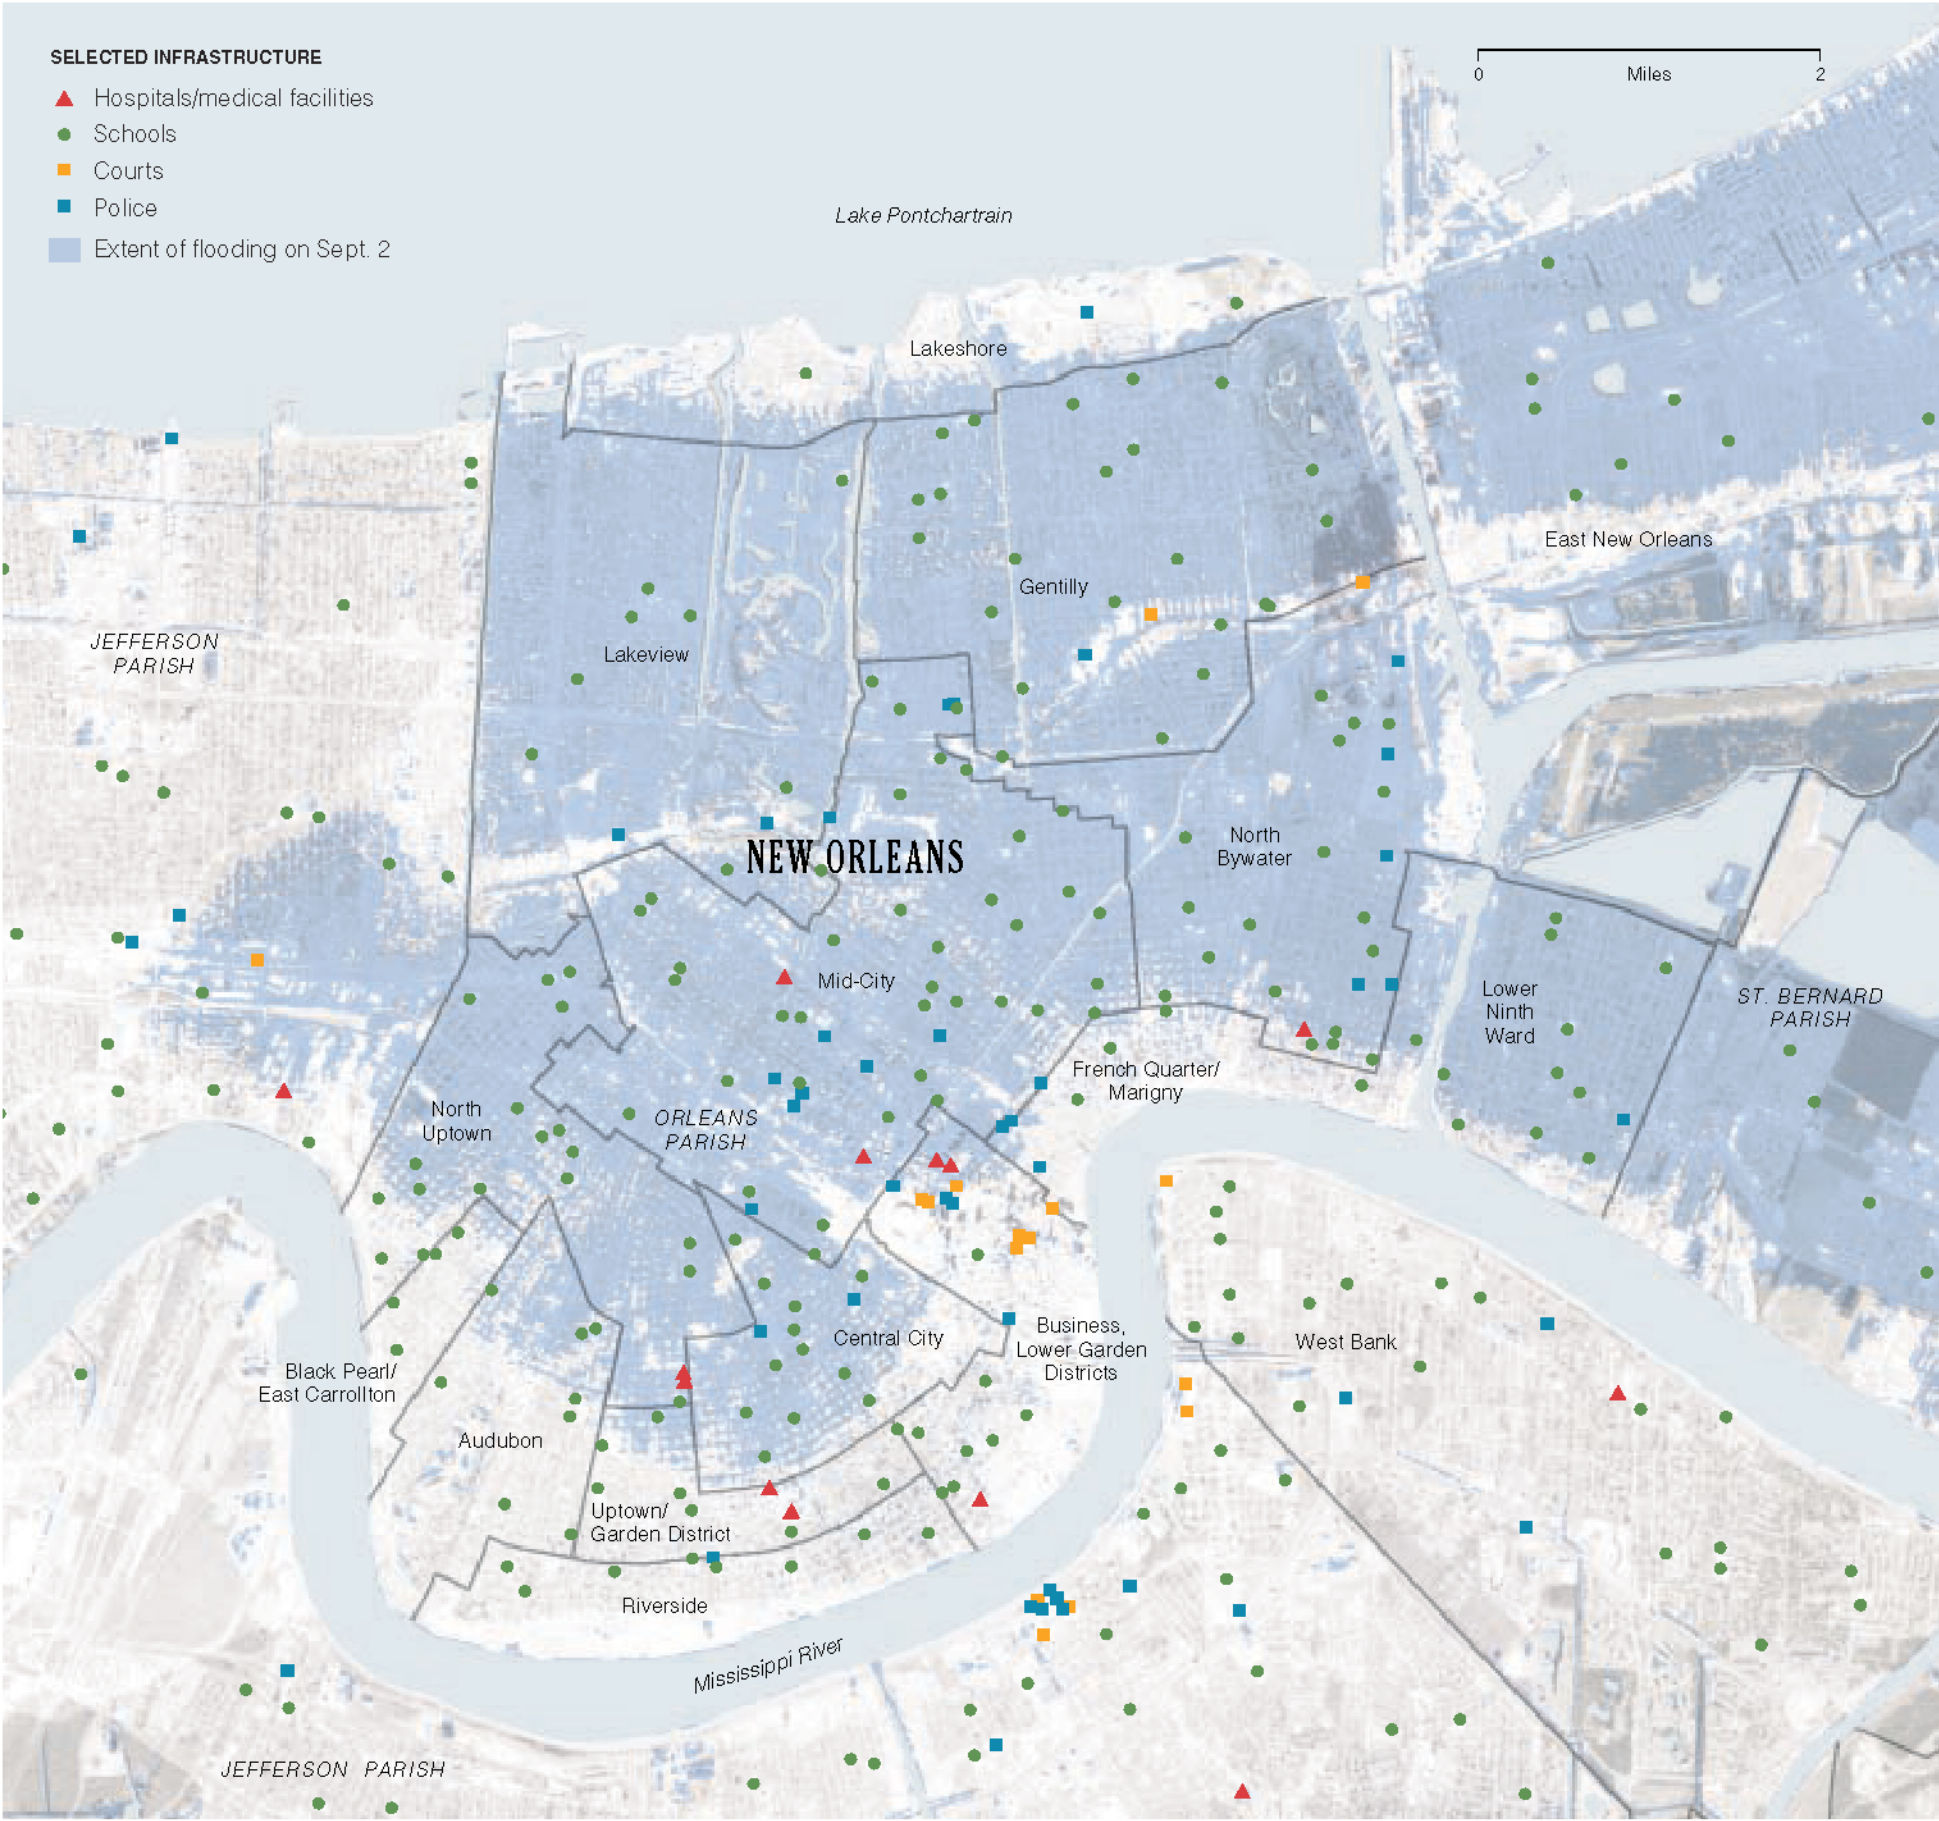 SELECTED INFRASTRUCTURE
Hospitals/medical facilities
Schools
Courts
Police
Extent of flooding on Sept. 2
0
Miles
2
Lake Pontchartrain
Lakeshore
East New Orleans
Gentilly
JEFFERSON
PARISH
Lakeview
NEW ORLEANS
North
Bywater
Mid-City
Lower
Ninth
Ward
ST. BERNARD
PARISH
French Quarter/
Marigny
North
Uptown
ORLEANS
PARISH
Central City
Business,
Lower Garden
Districts
West Bank
Black Pearl/
East Carrollton
Audubon
Uptown/
Garden District
Riverside
Mississippi River
JEFFERSON PARISH